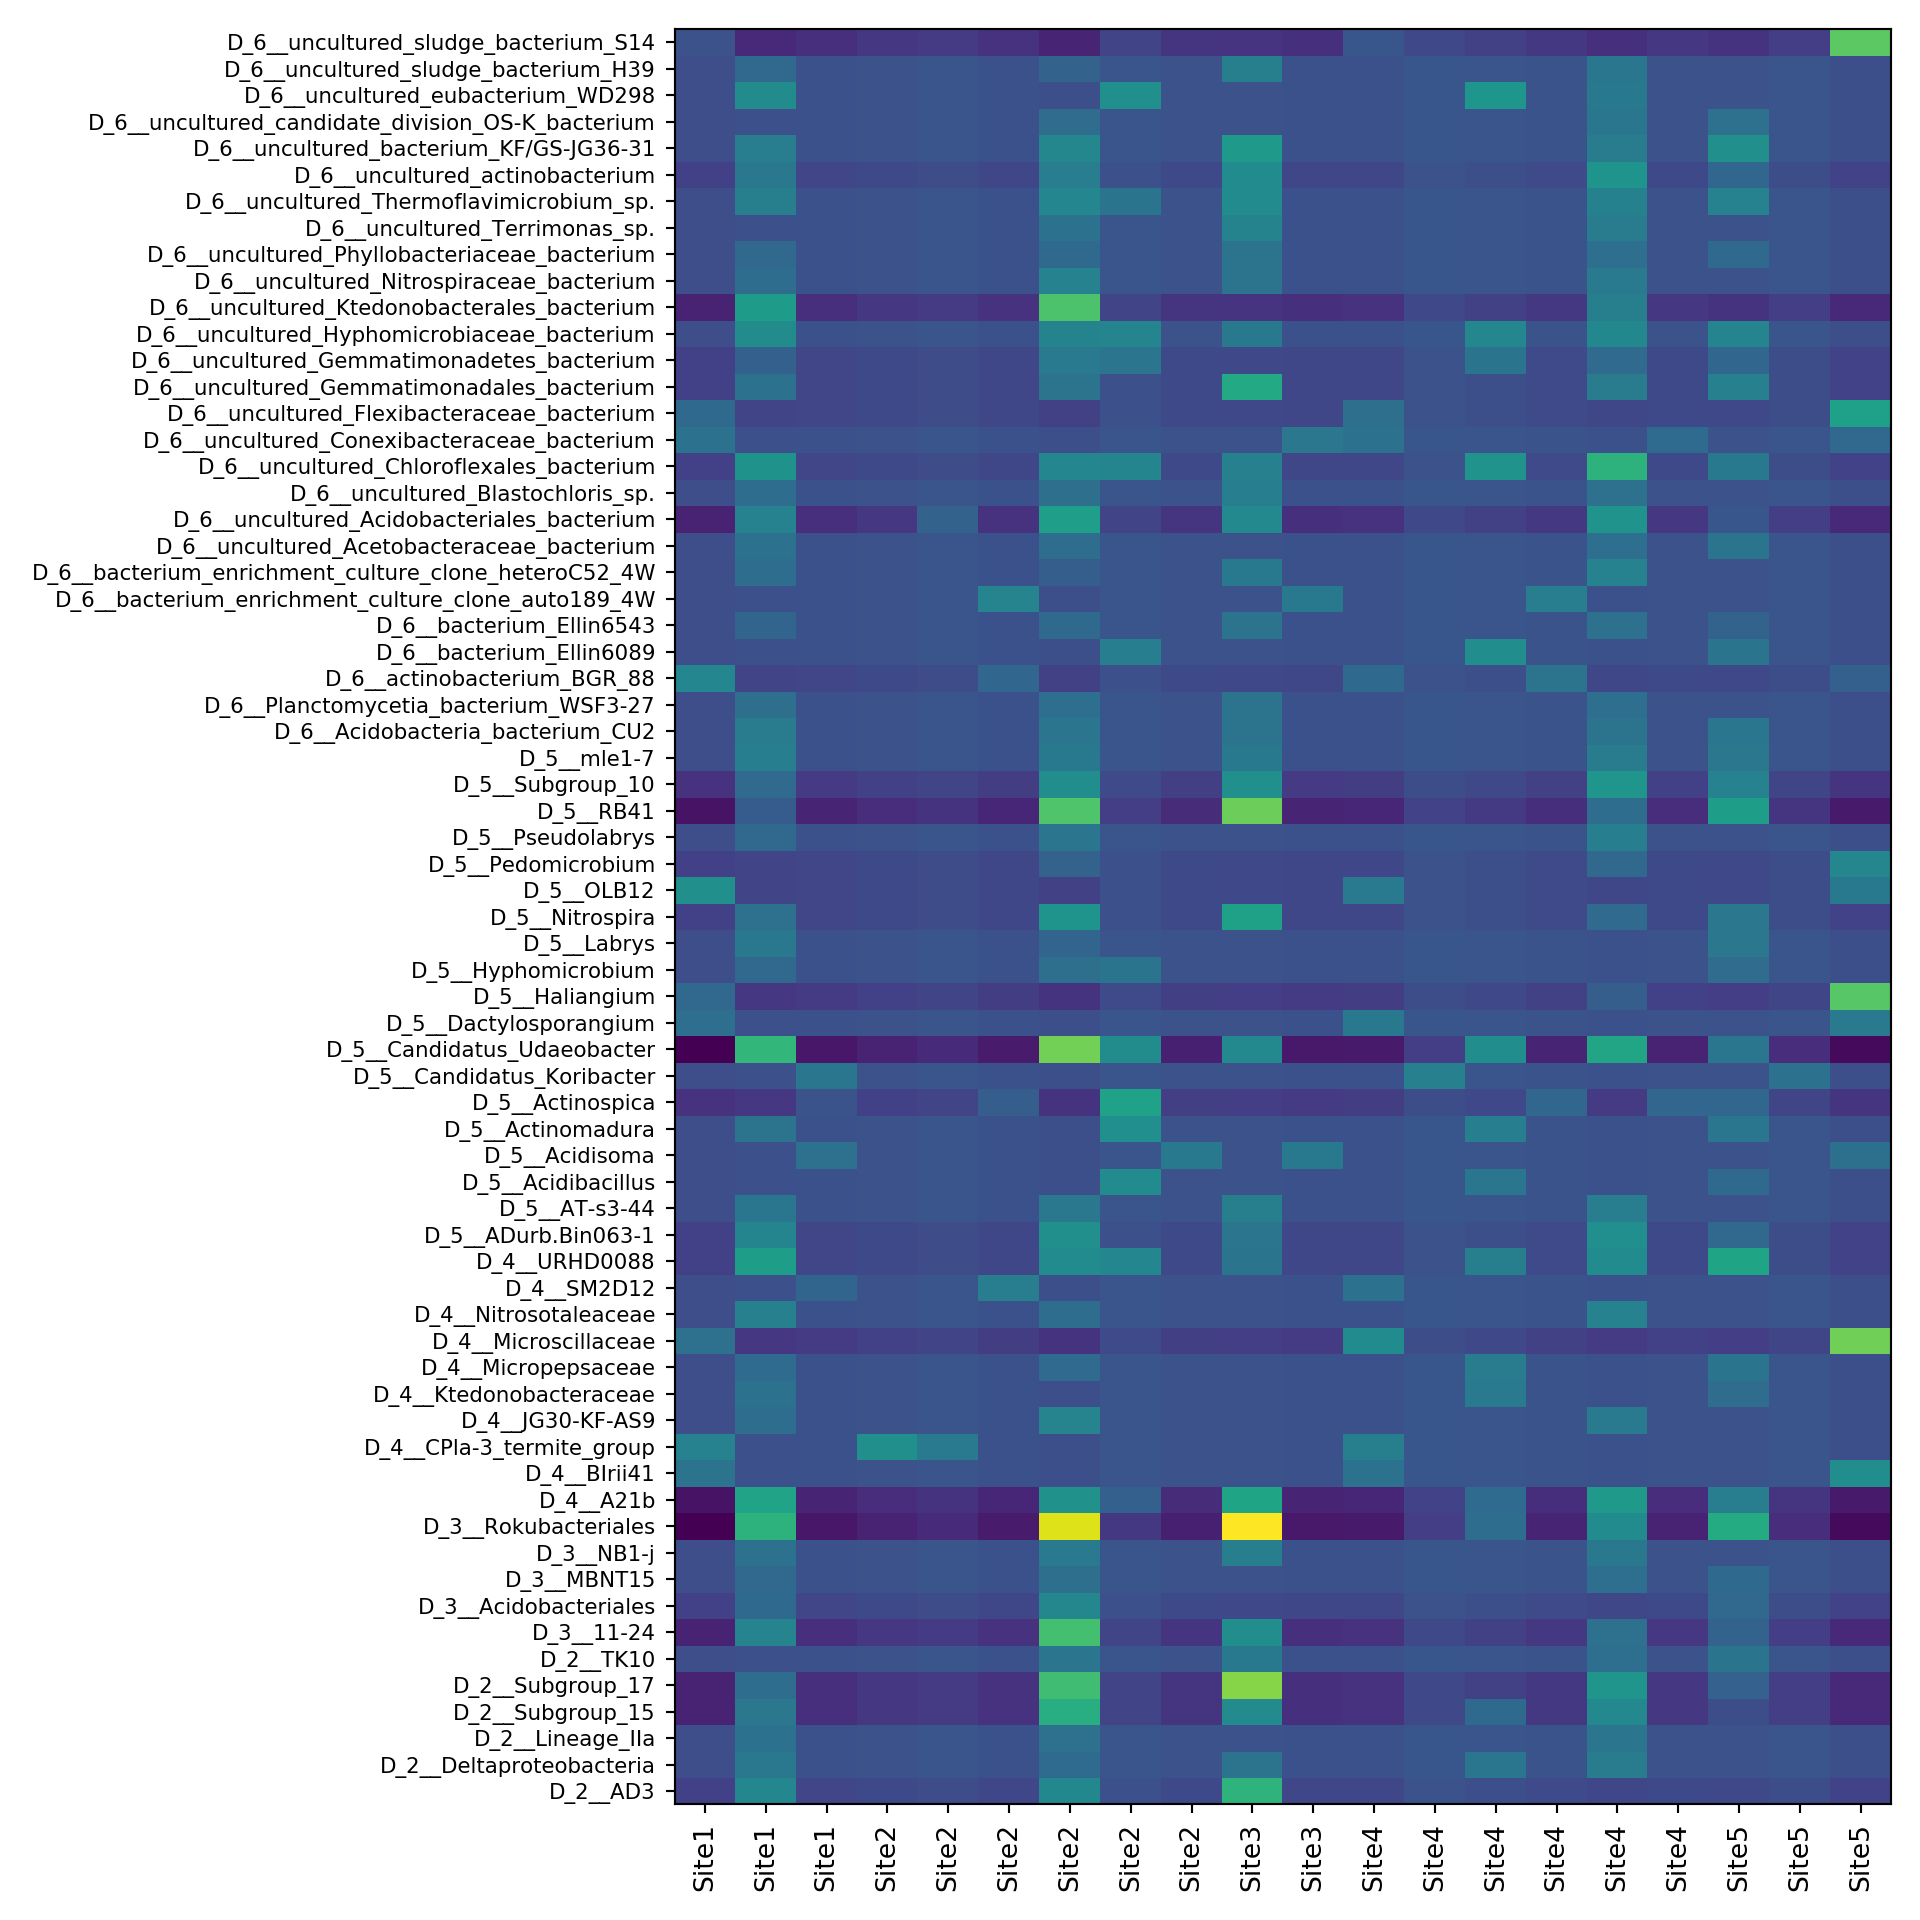 D_6__uncultured_sludge_bacterium_S14
D_6__uncultured_sludge_bacterium_H39
D_6__uncultured_eubacterium_WD298
D_6__uncultured_candidate_division_OS-K_bacterium
D_6__uncultured_bacterium_KF/GS-JG36-31
D_6__uncultured_actinobacterium
D_6__uncultured_Thermoflavimicrobium_sp.
D_6__uncultured_Terrimonas_sp.
D_6__uncultured_Phyllobacteriaceae_bacterium
D_6__uncultured_Nitrospiraceae_bacterium
D_6__uncultured_Ktedonobacterales_bacterium
D_6__uncultured_Hyphomicrobiaceae_bacterium
D_6__uncultured_Gemmatimonadetes_bacterium
D_6__uncultured_Gemmatimonadales_bacterium
D_6__uncultured_Flexibacteraceae_bacterium
D_6__uncultured_Conexibacteraceae_bacterium
D_6__uncultured_Chloroflexales_bacterium
D_6__uncultured_Blastochloris_sp.
D_6__uncultured_Acidobacteriales_bacterium
D_6__uncultured_Acetobacteraceae_bacterium
D_6__bacterium_enrichment_culture_clone_heteroC52_4W
D_6__bacterium_enrichment_culture_clone_auto189_4W
D_6__bacterium_Ellin6543
D_6__bacterium_Ellin6089
D_6__actinobacterium_BGR_88
D_6__Planctomycetia_bacterium_WSF3-27
D_6__Acidobacteria_bacterium_CU2
D_5__mle1-7
D_5__Subgroup_10
D_5__RB41
D_5__Pseudolabrys
D_5__Pedomicrobium
D_5__OLB12
D_5__Nitrospira
D_5__Labrys
D_5__Hyphomicrobium
D_5__Haliangium
D_5__Dactylosporangium
D_5__Candidatus_Udaeobacter
D_5__Candidatus_Koribacter
D_5__Actinospica
D_5__Actinomadura
D_5__Acidisoma
D_5__Acidibacillus
D_5__AT-s3-44
D_5__ADurb.Bin063-1
D_4__URHD0088
D_4__SM2D12
D_4__Nitrosotaleaceae
D_4__Microscillaceae
D_4__Micropepsaceae
D_4__Ktedonobacteraceae
D_4__JG30-KF-AS9
D_4__CPla-3_termite_group
D_4__BIrii41
D_4__A21b
D_3__Rokubacteriales
D_3__NB1-j
D_3__MBNT15
D_3__Acidobacteriales
D_3__11-24
D_2__TK10
D_2__Subgroup_17
D_2__Subgroup_15
D_2__Lineage_IIa
D_2__Deltaproteobacteria
D_2__AD3
Site1
Site1
Site1
Site2
Site2
Site2
Site2
Site2
Site2
Site3
Site3
Site4
Site4
Site4
Site4
Site4
Site4
Site5
Site5
Site5